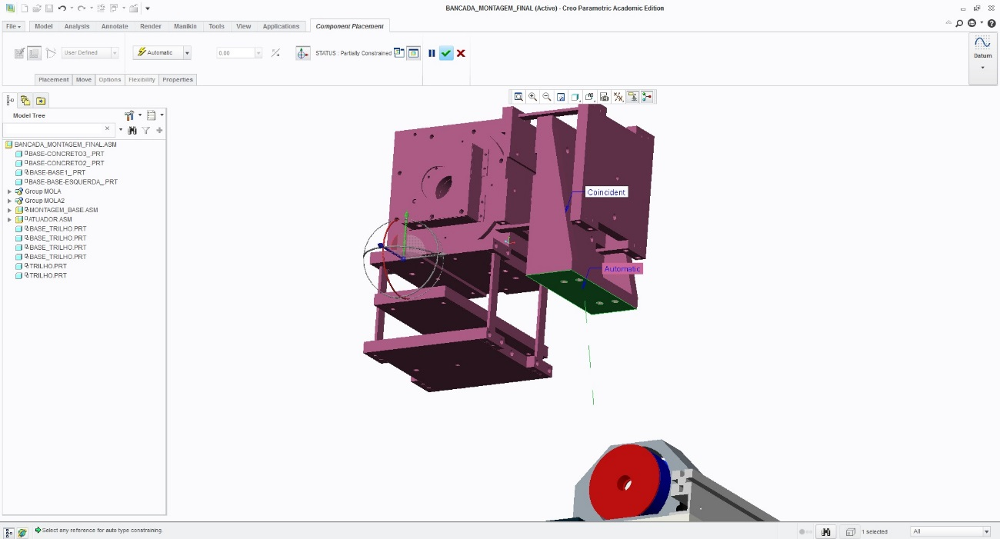 BANCADA_MONTAGEM_FINAL (Active) - Creo Parametric Academic Edition
File Model Analysis Annotate Render Manikin Tools View Applications Component Placement
User Defined Automatic 0.00 STATUS : Partially Constrained
Datum
Placement Move Options Flexibility Properties
Model Tree
BANCADA_MONTAGEM_FINAL.ASM
BASE-CONCRETO3_.PRT
BASE-CONCRETO2_.PRT
BASE-BASE1_.PRT
BASE-BASE-ESQUERDA_.PRT
Group MOLA
Group MOLA2
MONTAGEM_BASE.ASM
ATUADOR.ASM
BASE_TRILHO.PRT
BASE_TRILHO.PRT
BASE_TRILHO.PRT
BASE_TRILHO.PRT
TRILHO.PRT
TRILHO.PRT
Coincident
Automatic
Select any reference for auto type constraining.
1 selected
All